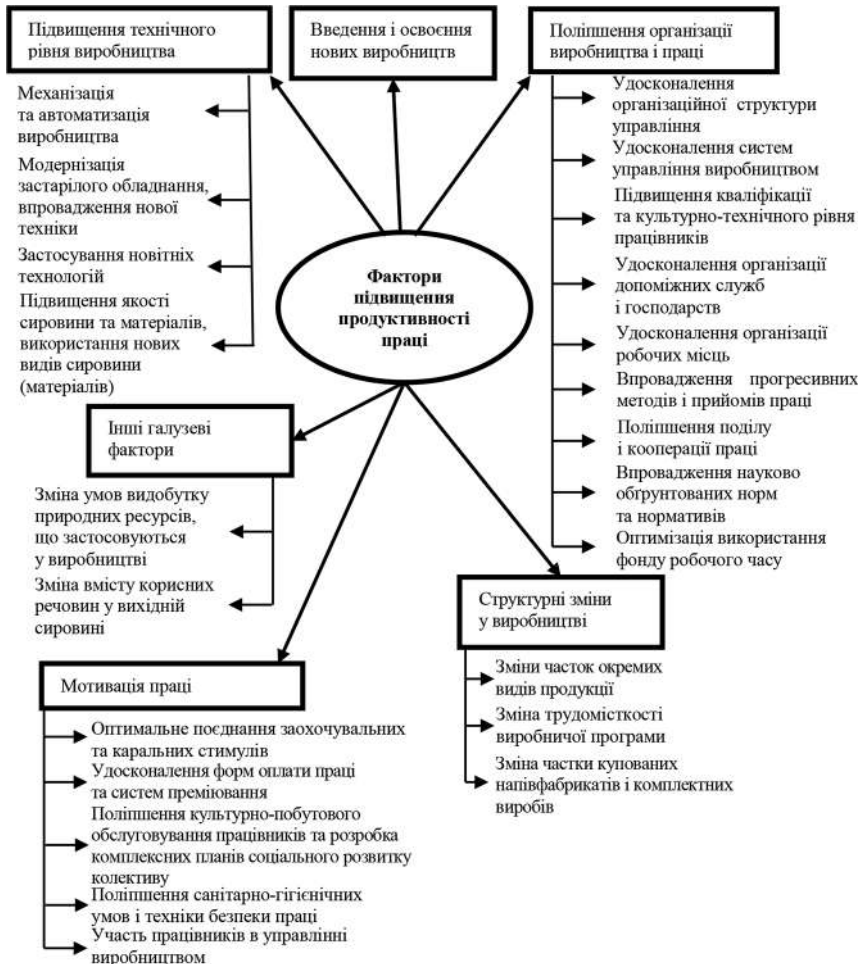 Підвищення технічного
рівня виробництва
Введення і освоєння
нових виробництв
Поліпшення організації
виробництва і праці
Механізація
та автоматизація
виробництва
Модернізація
застарілого обладнання,
впровадження нової
техніки
Застосування новітніх
технологій
Підвищення якості
сировини та матеріалів,
використання нових
видів сировини
(матеріалів)
Удосконалення
організаційної структури
управління
Удосконалення систем
управління виробництвом
Підвищення кваліфікації
та культурно-технічного рівня
працівників
Удосконалення організації
допоміжних служб
і господарств
Удосконалення організації
робочих місць
Впровадження прогресивних
методів і прийомів праці
Поліпшення поділу
і кооперації праці
Впровадження науково
обґрунтованих норм
та нормативів
Оптимізація використання
фонду робочого часу
Фактори
підвищення
продуктивності
праці
Інші галузеві
фактори
Зміна умов видобутку
природних ресурсів,
що застосовуються
у виробництві
Зміна вмісту корисних
речовин у вихідній
сировині
Структурні зміни
у виробництві
Зміни часток окремих
видів продукції
Зміна трудомісткості
виробничої програми
Зміна частки купованих
напівфабрикатів і комплектних
виробів
Мотивація праці
Оптимальне поєднання заохочувальних
та каральних стимулів
Удосконалення форм оплати праці
та систем преміювання
Поліпшення культурно-побутового
обслуговування працівників та розробка
комплексних планів соціального розвитку
колективу
Поліпшення санітарно-гігієнічних
умов і техніки безпеки праці
Участь працівників в управлінні
виробництвом